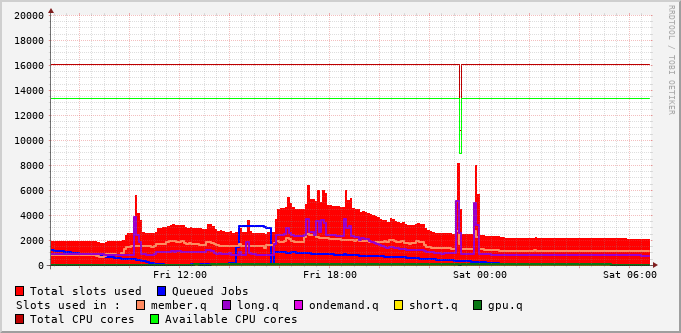 20000
18000
16000
14000
12000
10000
8000
6000
4000
2000
0
Fri 12:00 Fri 18:00 Sat 00:00 Sat 06:00
Total slots used Queued Jobs
Slots used in : member.q long.q ondemand.q short.q gpu.q
Total CPU cores Available CPU cores
RRDTOOL / TOBI OETIKER